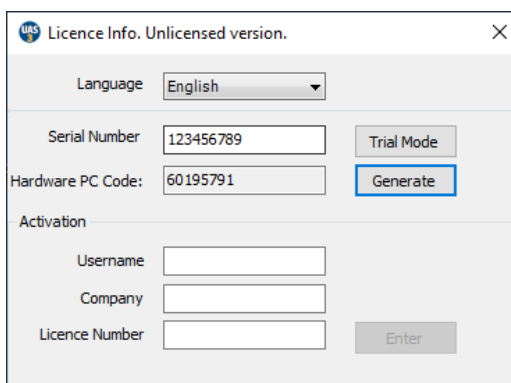 UAS Licence Info. Unlicensed version.
Language English
Serial Number 123456789 Trial Mode
Hardware PC Code: 60195791 Generate
Activation
Username
Company
Licence Number Enter